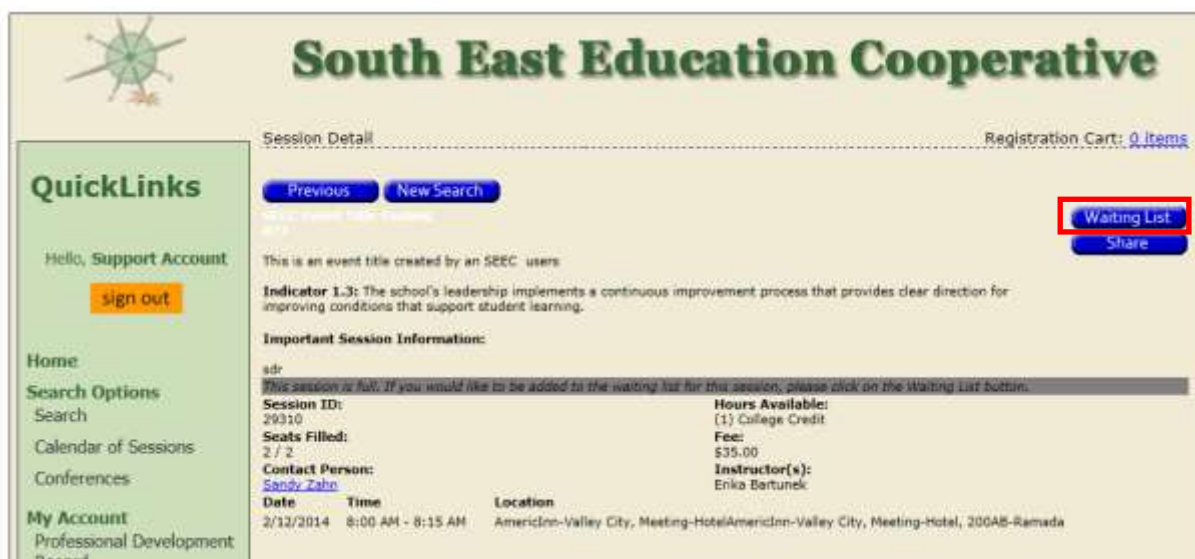 South East Education Cooperative
Session Detail
Registration Cart: 0 items
QuickLinks
Hello, Support Account
sign out
Home
Search Options
Search
Calendar of Sessions
Conferences
My Account
Professional Development
Previous
New Search
Waiting List
Share
This is an event title created by an SEEC users
Indicator 1.3: The school's leadership implements a continuous improvement process that provides clear direction for
improving conditions that support student learning.
Important Session Information:
sdr
This session is full. If you would like to be added to the waiting list for this session, please click on the Waiting List button.
Session ID:
29310
Hours Available:
(1) College Credit
Seats Filled:
2 / 2
Fee:
$35.00
Contact Person:
Sandy Zahn
Instructor(s):
Erika Bartunek
Date Time Location
2/12/2014 8:00 AM - 8:15 AM AmericInn-Valley City, Meeting-HotelAmericInn-Valley City, Meeting-Hotel, 200AB-Ramada